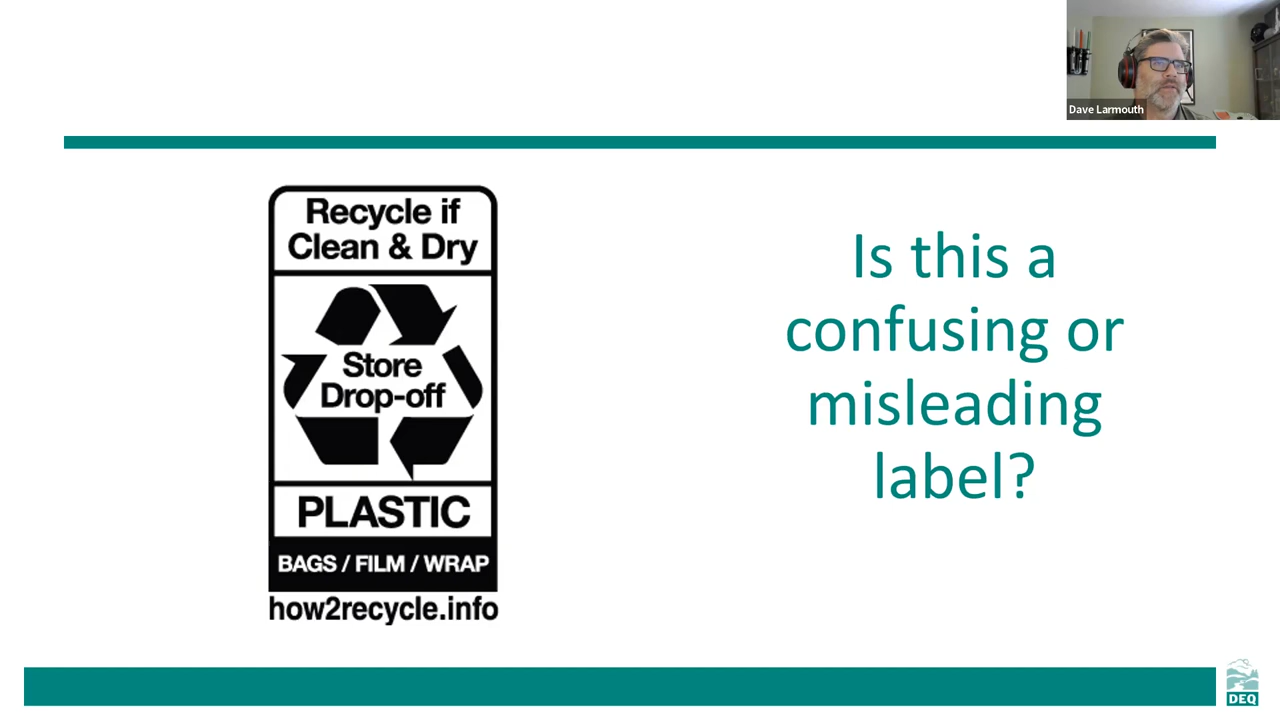 Dave Larmouth
Recycle if
Clean & Dry
Store
Drop-off
PLASTIC
BAGS / FILM / WRAP
how2recycle.info
Is this a
confusing or
misleading
label?
DEQ